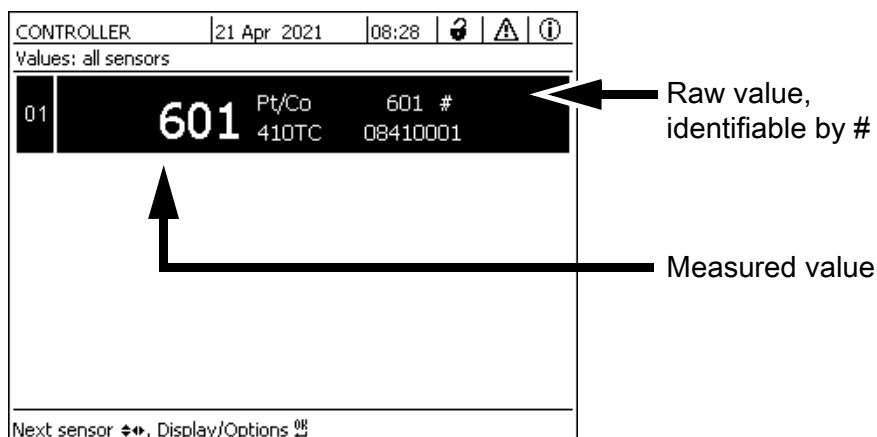 CONTROLLER 21 Apr 2021 08:28
Values: all sensors
01 601 Pt/Co 601 #
410TC 08410001
Raw value,
identifiable by #
Measured value
Next sensor, Display/Options OK